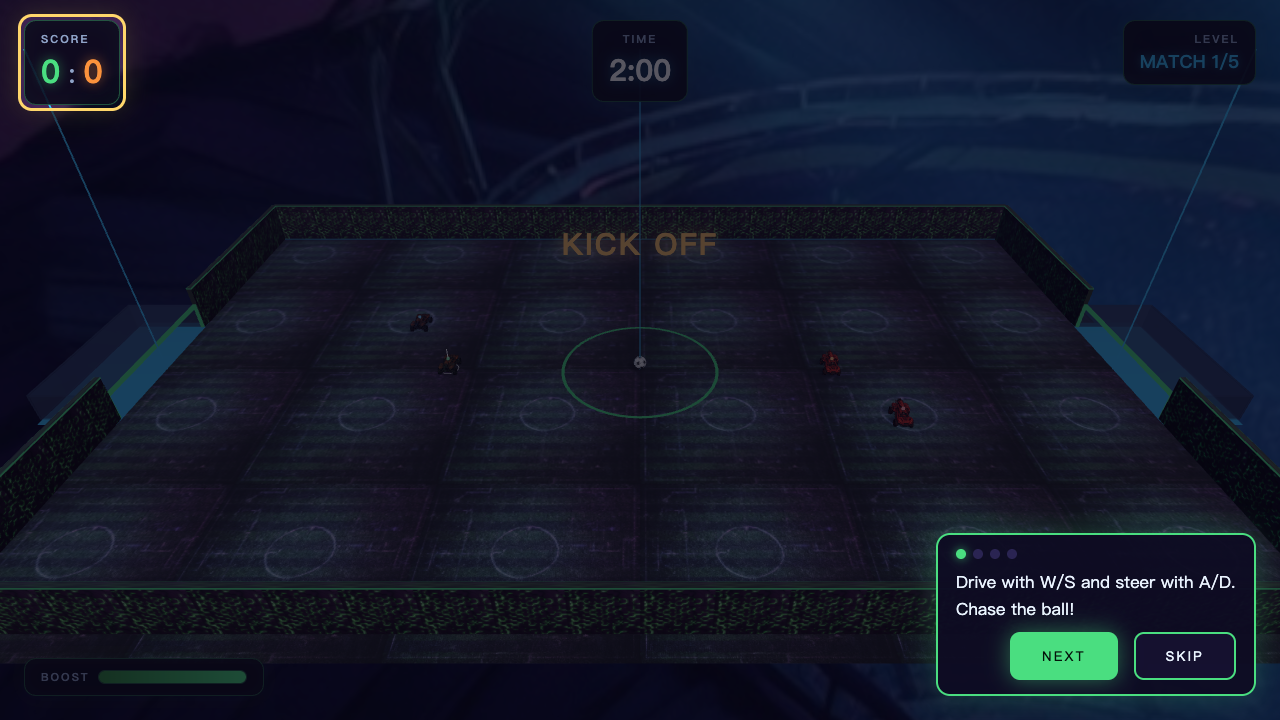 SCORE
0 : 0
TIME
2:00
LEVEL
MATCH 1/5
KICK OFF
Drive with W/S and steer with A/D.
Chase the ball!
NEXT
SKIP
BOOST